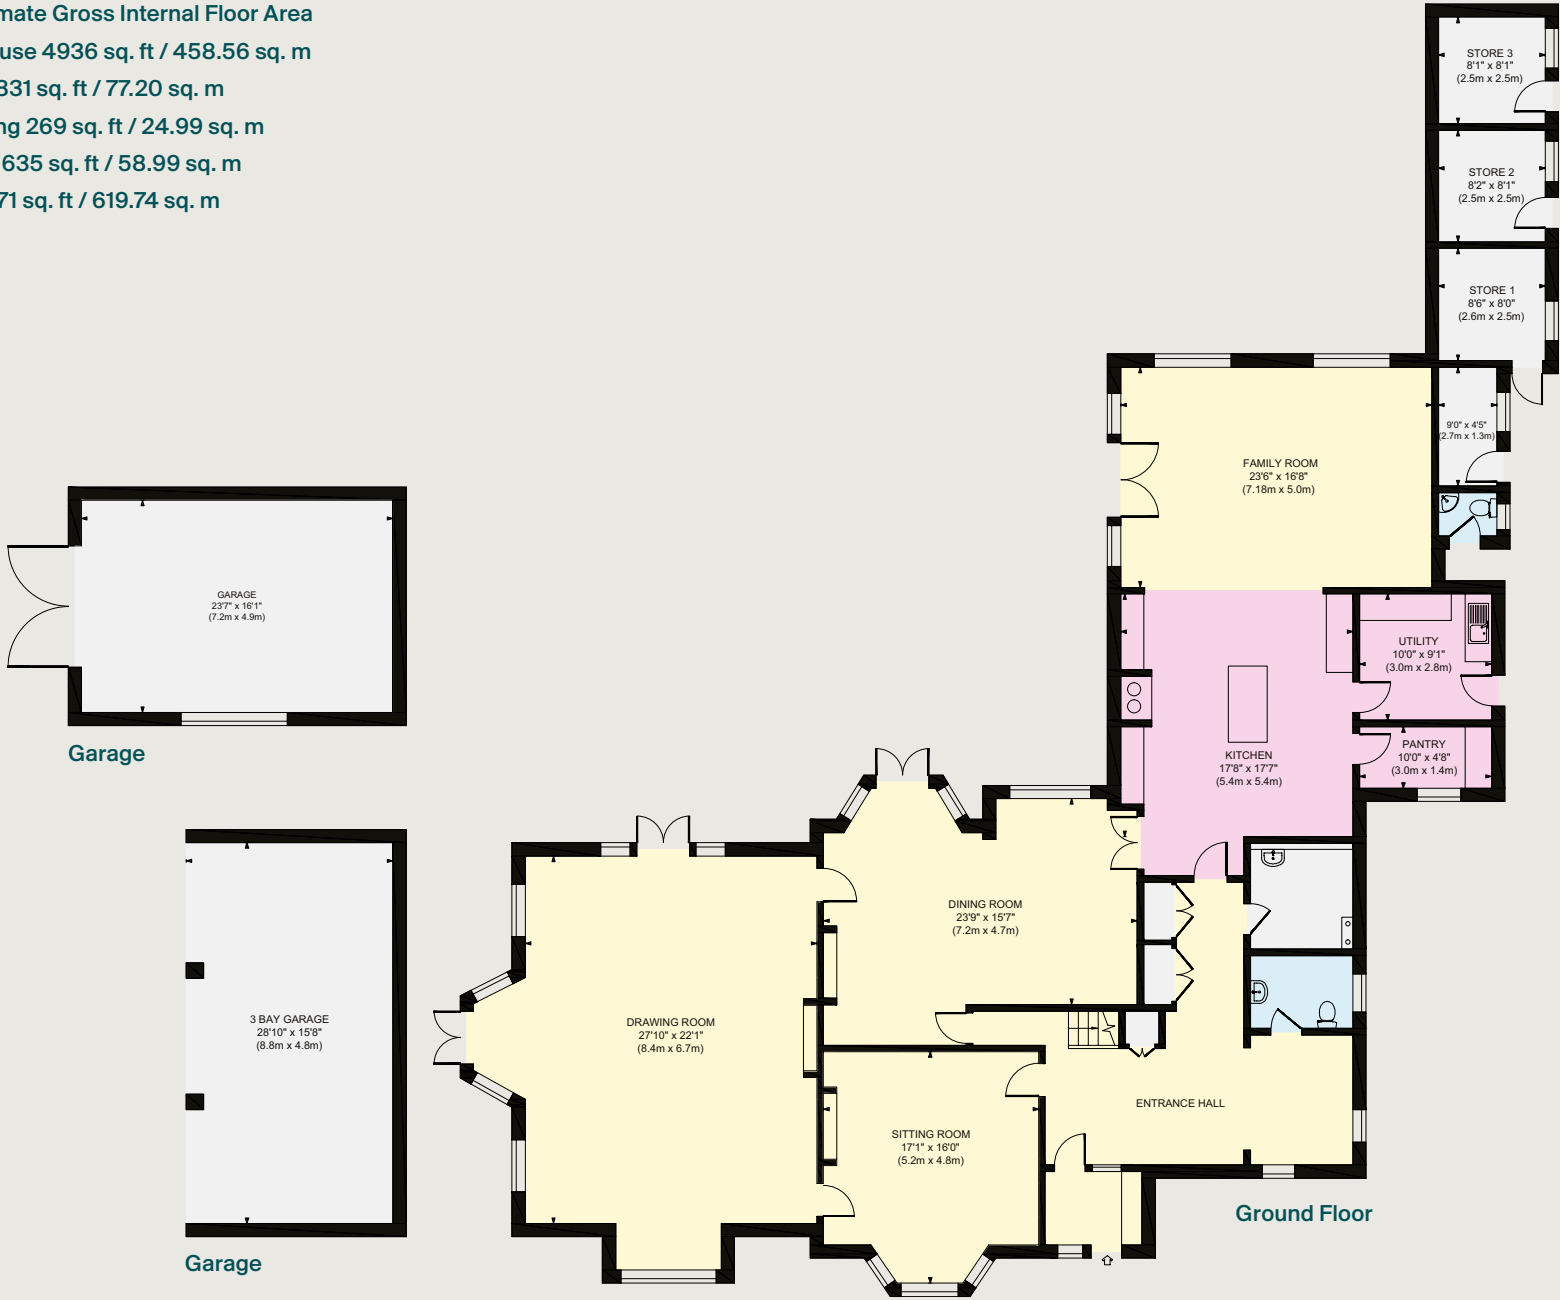 mate Gross Internal Floor Area
use 4936 sq. ft / 458.56 sq. m
831 sq. ft / 77.20 sq. m
ng 269 sq. ft / 24.99 sq. m
635 sq. ft / 58.99 sq. m
71 sq. ft / 619.74 sq. m
STORE 3
8'1" x 8'1"
(2.5m x 2.5m)
STORE 2
8'2" x 8'1"
(2.5m x 2.5m)
STORE 1
8'6" x 8'0"
(2.6m x 2.5m)
9'0" x 4'5"
(2.7m x 1.3m)
FAMILY ROOM
23'6" x 16'8"
(7.18m x 5.0m)
GARAGE
23'7" x 16'1"
(7.2m x 4.9m)
Garage
UTILITY
10'0" x 9'1"
(3.0m x 2.8m)
PANTRY
10'0" x 4'8"
(3.0m x 1.4m)
KITCHEN
17'8" x 17'7"
(5.4m x 5.4m)
DINING ROOM
23'9" x 15'7"
(7.2m x 4.7m)
3 BAY GARAGE
28'10" x 15'8"
(8.8m x 4.8m)
DRAWING ROOM
27'10" x 22'1"
(8.4m x 6.7m)
ENTRANCE HALL
SITTING ROOM
17'1" x 16'0"
(5.2m x 4.8m)
Ground Floor
Garage